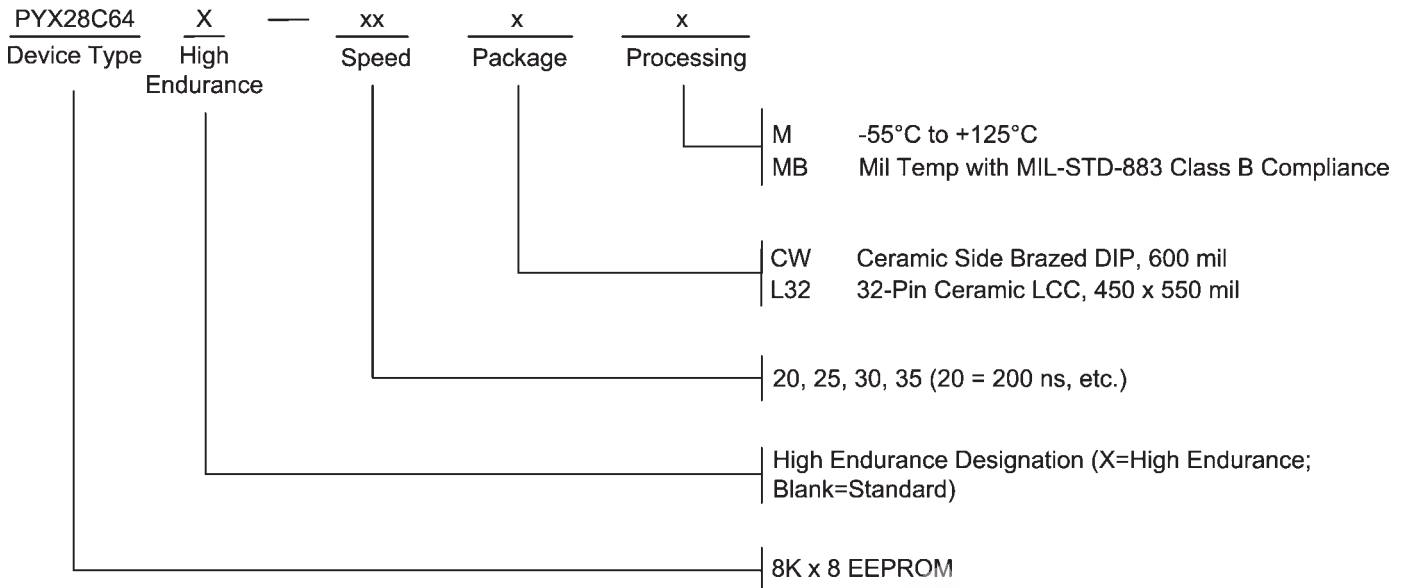 PYX28C64 X — xx x x
Device Type High Endurance Speed Package Processing
M -55°C to +125°C
MB Mil Temp with MIL-STD-883 Class B Compliance
CW Ceramic Side Brazed DIP, 600 mil
L32 32-Pin Ceramic LCC, 450 x 550 mil
20, 25, 30, 35 (20 = 200 ns, etc.)
High Endurance Designation (X=High Endurance;
Blank=Standard)
8K x 8 EEPROM